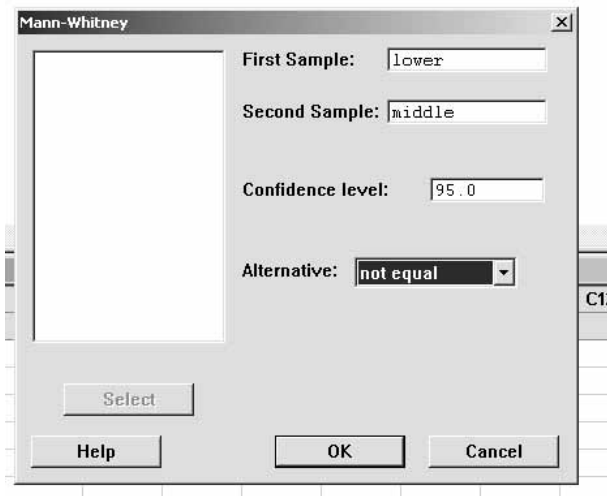 Mann-Whitney
First Sample: lower
Second Sample: middle
Confidence level: 95.0
Alternative: not equal
Select
Help OK Cancel